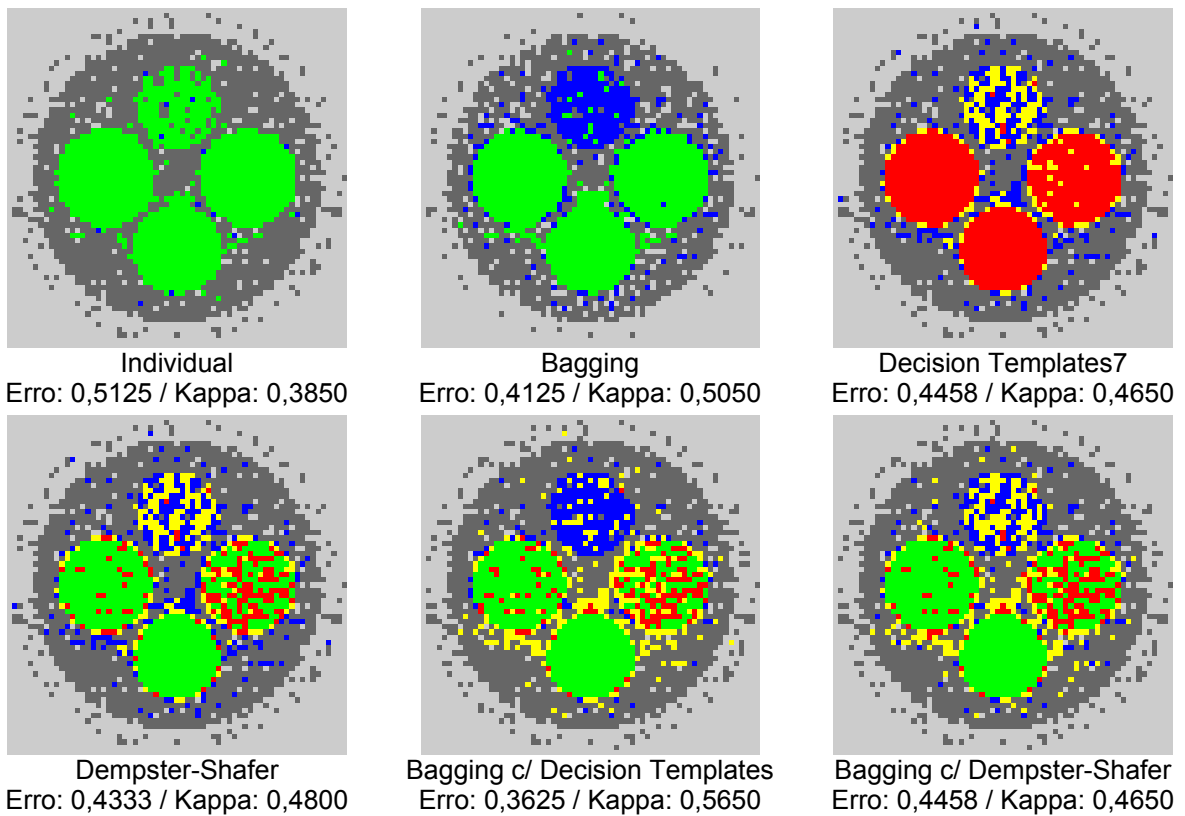 Individual
Erro: 0,5125 / Kappa: 0,3850
Bagging
Erro: 0,4125 / Kappa: 0,5050
Decision Templates7
Erro: 0,4458 / Kappa: 0,4650
Dempster-Shafer
Erro: 0,4333 / Kappa: 0,4800
Bagging c/ Decision Templates
Erro: 0,3625 / Kappa: 0,5650
Bagging c/ Dempster-Shafer
Erro: 0,4458 / Kappa: 0,4650